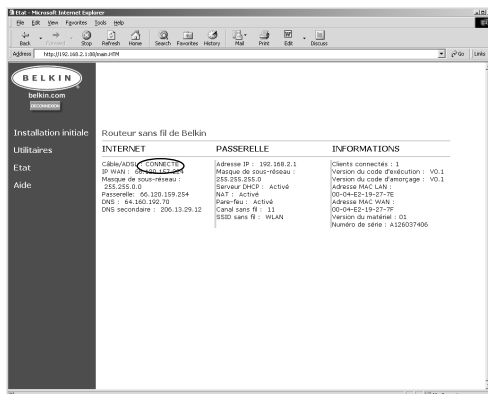 Etat - Microsoft Internet Explorer
File Edit View Favorites Tools Help
Back Forward Stop Refresh Home Search Favorites History Mail Print Edit Discuss
Address http://192.168.2.1:88/main.HTM Go Links
BELKIN
belkin.com
DECONNEXION
Installation initiale
Utilitaires
Etat
Aide
Routeur sans fil de Belkin
INTERNET
Câble/ADSL : CONNECTE
IP WAN : 66.120.157.224
Masque de sous-réseau :
255.255.0.0
Passerelle: 66.120.159.254
DNS : 64.160.192.70
DNS secondaire : 206.13.29.12
PASSERELLE
Adresse IP : 192.168.2.1
Masque de sous-réseau :
255.255.255.0
Serveur DHCP : Activé
NAT : Activé
Pare-feu : Activé
Canal sans fil : 11
SSID sans fil : WLAN
INFORMATIONS
Clients connectés : 1
Version du code d'exécution : V0.1
Version du code d'amorçage : V0.1
Adresse MAC LAN :
00-04-E2-19-27-7E
Adresse MAC WAN :
00-04-E2-19-27-7F
Version du matériel : 01
Numéro de série : A126037406